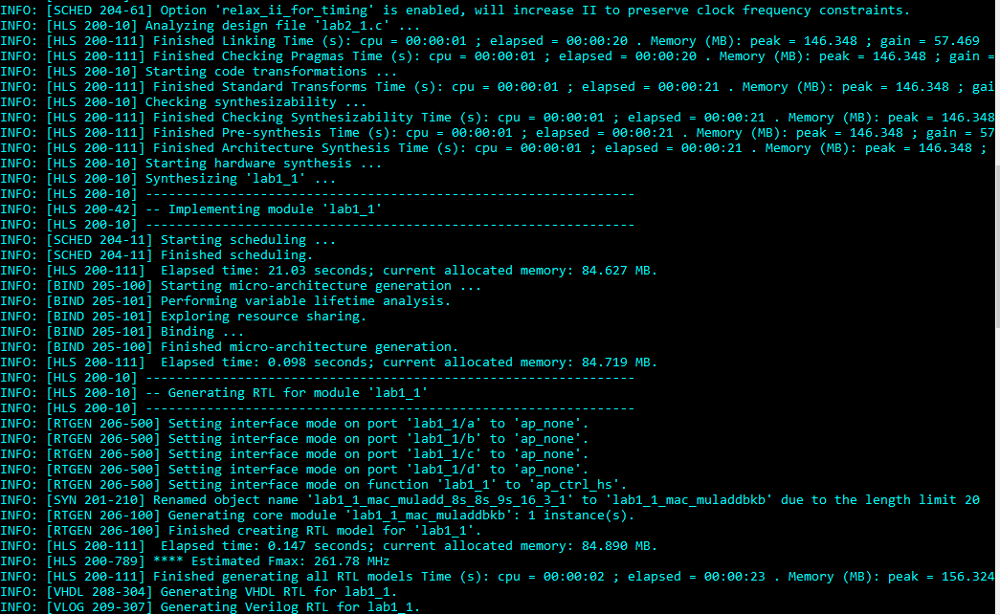 INFO: [SCHED 204-61] Option 'relax_ii_for_timing' is enabled, will increase II to preserve clock frequency constraints.
INFO: [HLS 200-10] Analyzing design file 'lab2_1.c' ...
INFO: [HLS 200-111] Finished Linking Time (s): cpu = 00:00:01 ; elapsed = 00:00:20 . Memory (MB): peak = 146.348 ; gain = 57.469
INFO: [HLS 200-111] Finished Checking Pragmas Time (s): cpu = 00:00:01 ; elapsed = 00:00:20 . Memory (MB): peak = 146.348 ; gain =
INFO: [HLS 200-10] Starting code transformations ...
INFO: [HLS 200-111] Finished Standard Transforms Time (s): cpu = 00:00:01 ; elapsed = 00:00:21 . Memory (MB): peak = 146.348 ; gai
INFO: [HLS 200-10] Checking synthesizability ...
INFO: [HLS 200-111] Finished Checking Synthesizability Time (s): cpu = 00:00:01 ; elapsed = 00:00:21 . Memory (MB): peak = 146.348
INFO: [HLS 200-111] Finished Pre-synthesis Time (s): cpu = 00:00:01 ; elapsed = 00:00:21 . Memory (MB): peak = 146.348 ; gain = 57
INFO: [HLS 200-111] Finished Architecture Synthesis Time (s): cpu = 00:00:01 ; elapsed = 00:00:21 . Memory (MB): peak = 146.348 ;
INFO: [HLS 200-10] Starting hardware synthesis ...
INFO: [HLS 200-10] Synthesizing 'lab1_1' ...
INFO: [HLS 200-10] ----------------------------------------------------------------
INFO: [HLS 200-42] -- Implementing module 'lab1_1'
INFO: [HLS 200-10] ----------------------------------------------------------------
INFO: [SCHED 204-11] Starting scheduling ...
INFO: [SCHED 204-11] Finished scheduling.
INFO: [HLS 200-111]  Elapsed time: 21.03 seconds; current allocated memory: 84.627 MB.
INFO: [BIND 205-100] Starting micro-architecture generation ...
INFO: [BIND 205-101] Performing variable lifetime analysis.
INFO: [BIND 205-101] Exploring resource sharing.
INFO: [BIND 205-101] Binding ...
INFO: [BIND 205-100] Finished micro-architecture generation.
INFO: [HLS 200-111]  Elapsed time: 0.098 seconds; current allocated memory: 84.719 MB.
INFO: [HLS 200-10] ----------------------------------------------------------------
INFO: [HLS 200-10] -- Generating RTL for module 'lab1_1'
INFO: [HLS 200-10] ----------------------------------------------------------------
INFO: [RTGEN 206-500] Setting interface mode on port 'lab1_1/a' to 'ap_none'.
INFO: [RTGEN 206-500] Setting interface mode on port 'lab1_1/b' to 'ap_none'.
INFO: [RTGEN 206-500] Setting interface mode on port 'lab1_1/c' to 'ap_none'.
INFO: [RTGEN 206-500] Setting interface mode on port 'lab1_1/d' to 'ap_none'.
INFO: [RTGEN 206-500] Setting interface mode on function 'lab1_1' to 'ap_ctrl_hs'.
INFO: [SYN 201-210] Renamed object name 'lab1_1_mac_muladd_8s_8s_9s_16_3_1' to 'lab1_1_mac_muladdbkb' due to the length limit 20
INFO: [RTGEN 206-100] Generating core module 'lab1_1_mac_muladdbkb': 1 instance(s).
INFO: [RTGEN 206-100] Finished creating RTL model for 'lab1_1'.
INFO: [HLS 200-111]  Elapsed time: 0.147 seconds; current allocated memory: 84.890 MB.
INFO: [HLS 200-789] **** Estimated Fmax: 261.78 MHz
INFO: [HLS 200-111] Finished generating all RTL models Time (s): cpu = 00:00:02 ; elapsed = 00:00:23 . Memory (MB): peak = 156.324
INFO: [VHDL 208-304] Generating VHDL RTL for lab1_1.
INFO: [VLOG 209-307] Generating Verilog RTL for lab1_1.